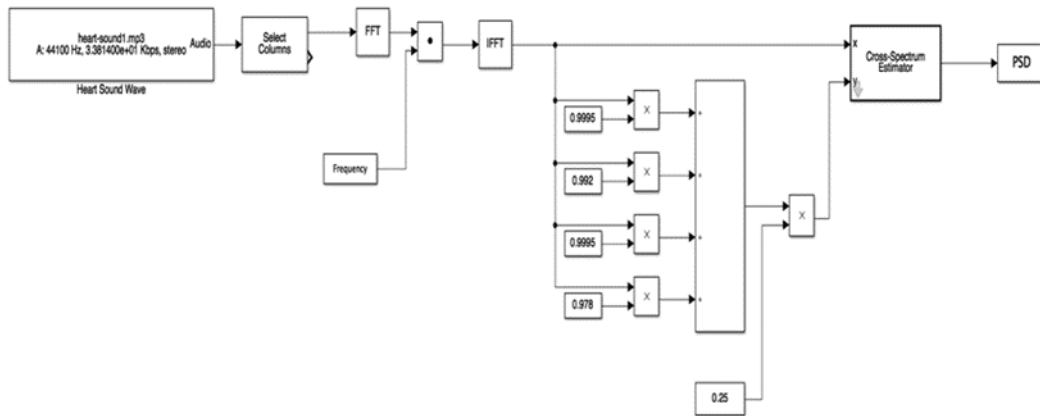 heart-sound1.mp3
A: 44100 Hz, 3.381400e+01 Kbps, stereo
Audio
Heart Sound Wave
Select
Columns
FFT
IFFT
Frequency
0.9995
X
0.992
X
0.9995
X
0.978
X
+
+
+
+
0.25
X
x
y
Cross-Spectrum
Estimator
PSD